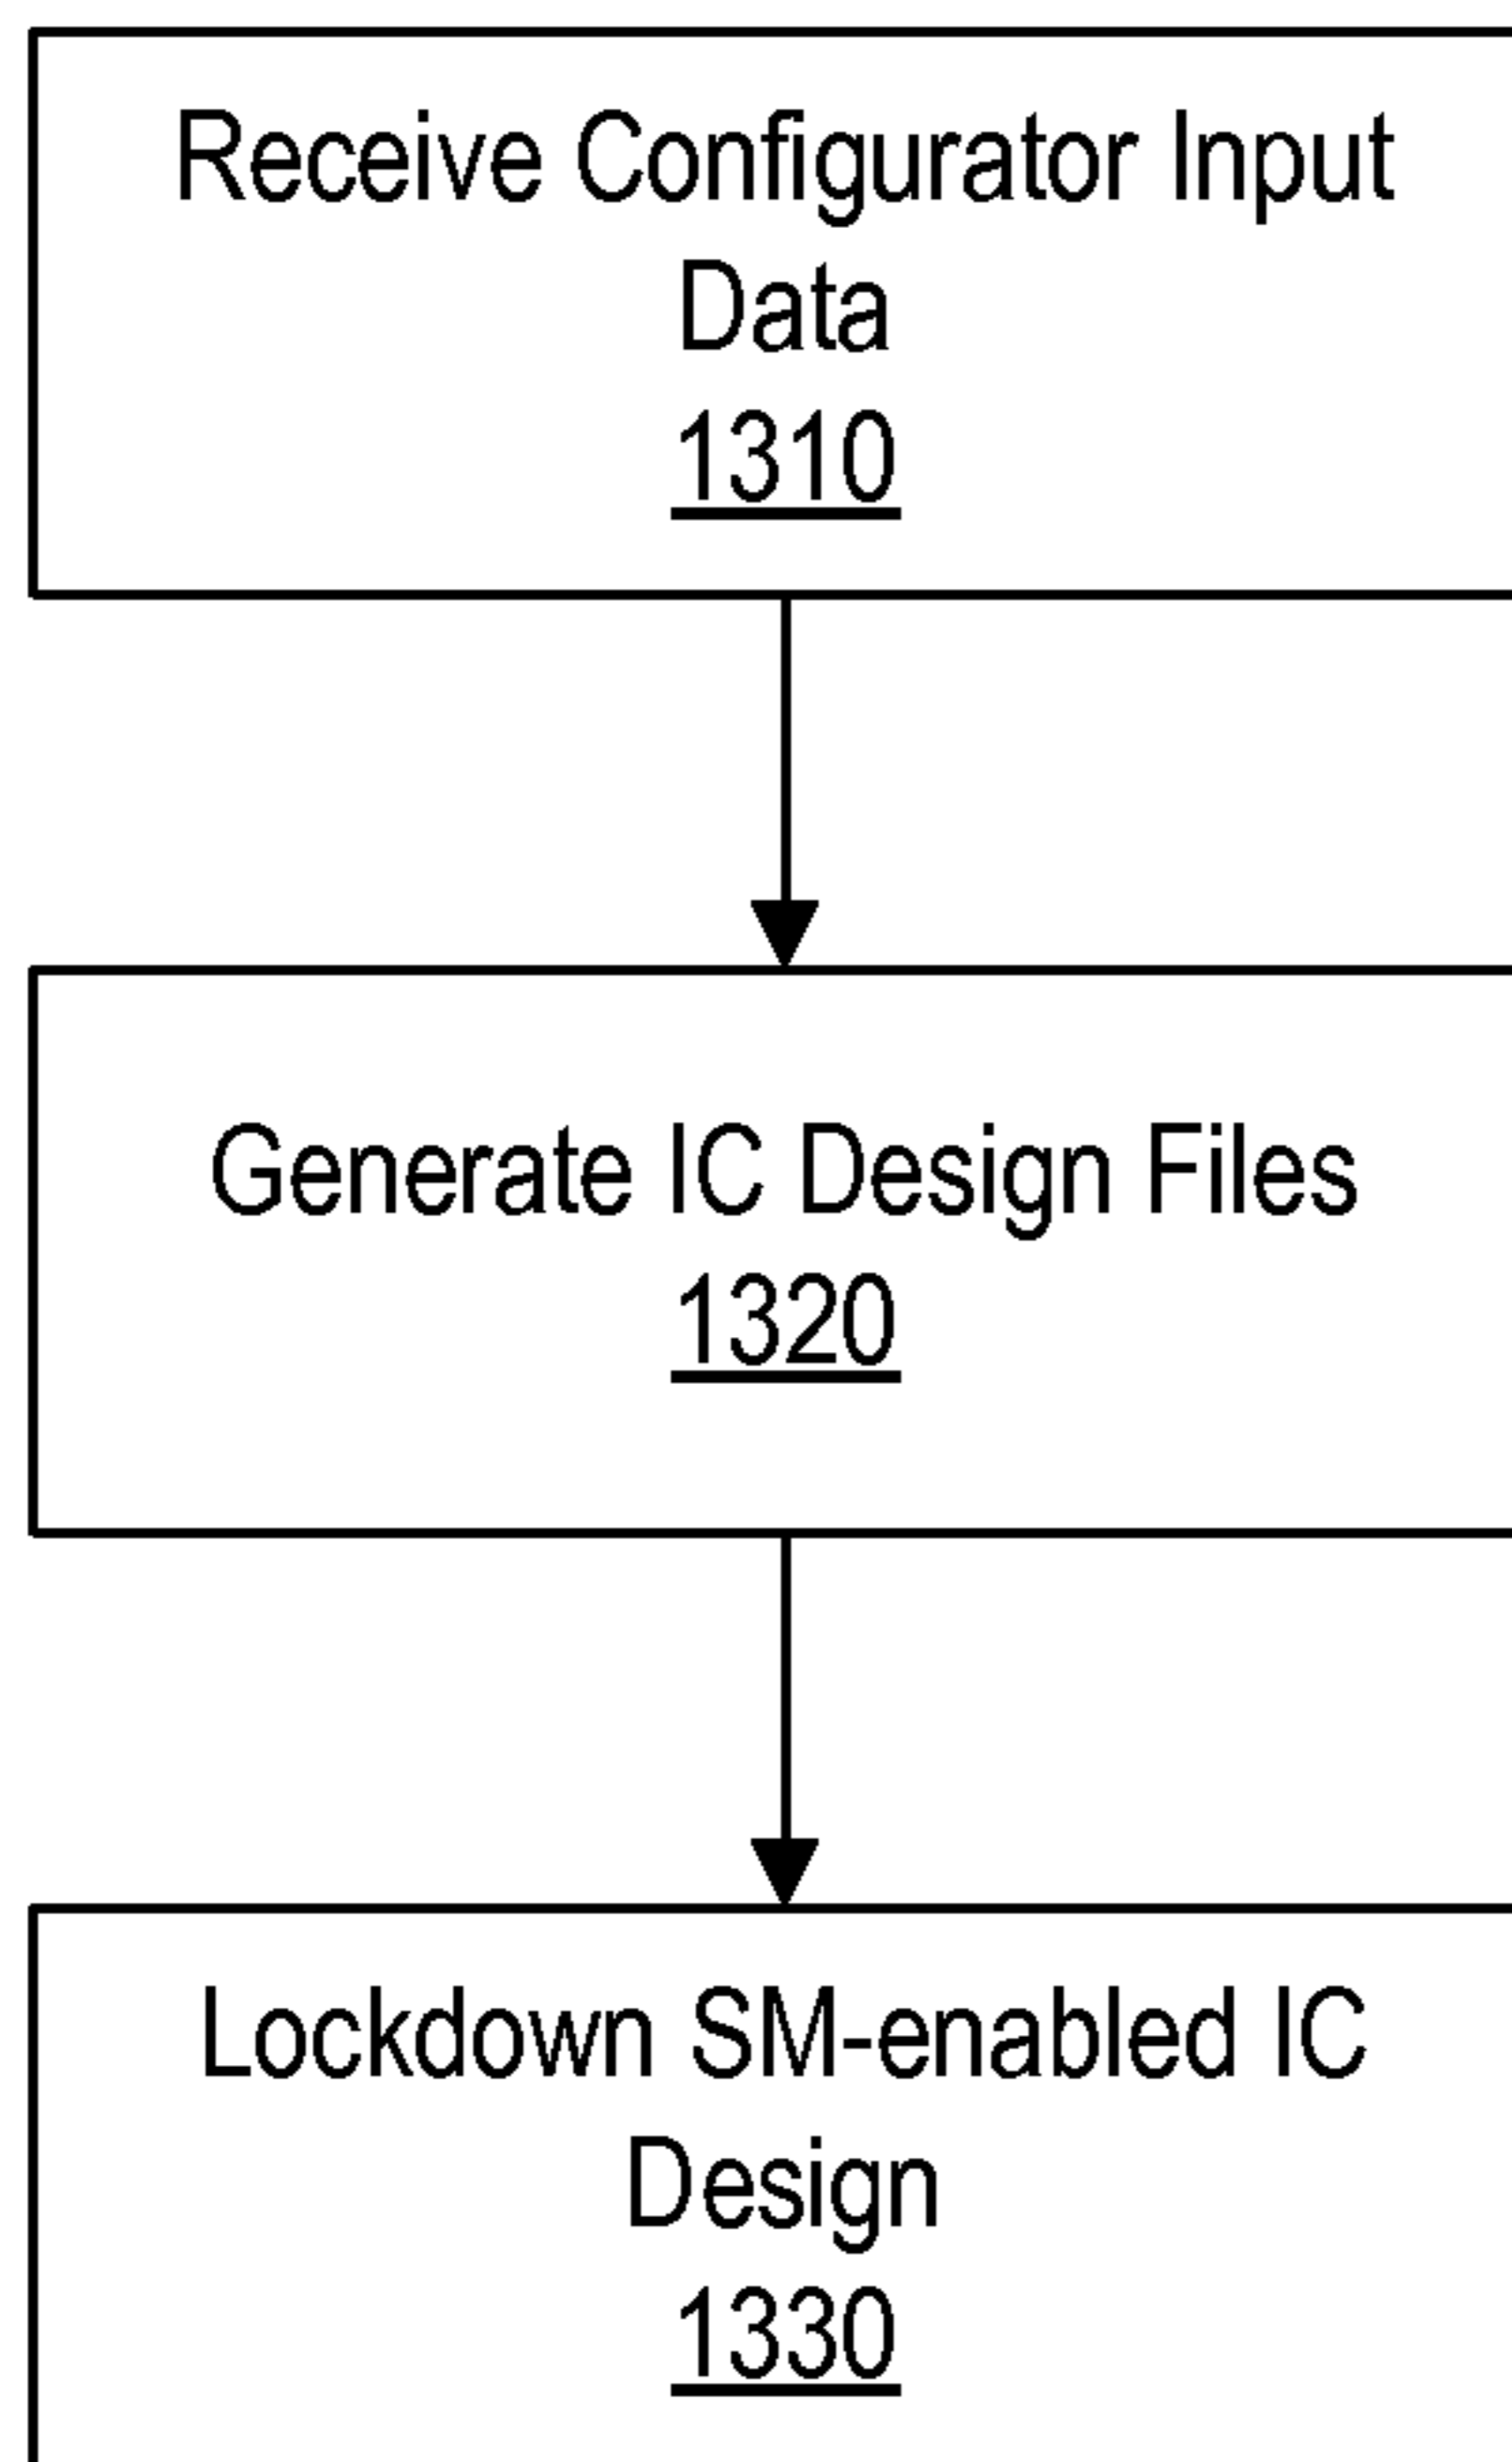 Receive Configurator Input
Data
1310
Generate IC Design Files
1320
Lockdown SM-enabled IC
Design
1330